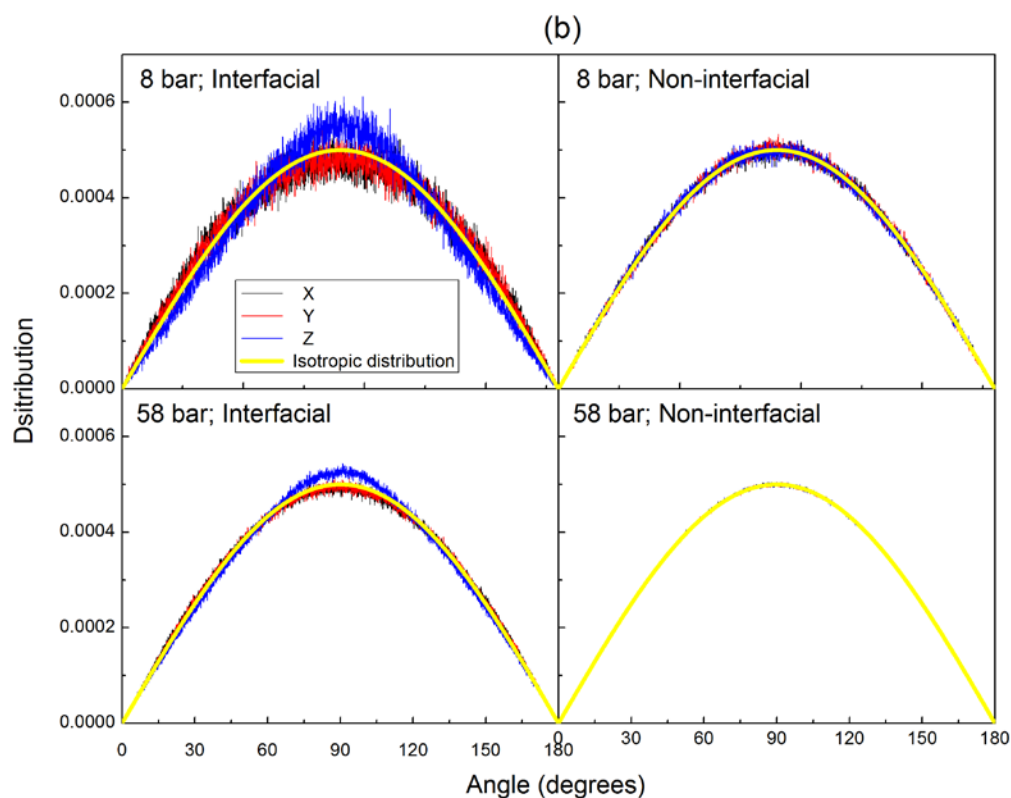 (b)
8 bar; Interfacial
8 bar; Non-interfacial
0.0006
0.0004
0.0002
0.0000
X
Y
Z
Isotropic distribution
Dsitribution
58 bar; Interfacial
58 bar; Non-interfacial
0.0006
0.0004
0.0002
0.0000
0 30 60 90 120 150 180 30 60 90 120 150 180
Angle (degrees)